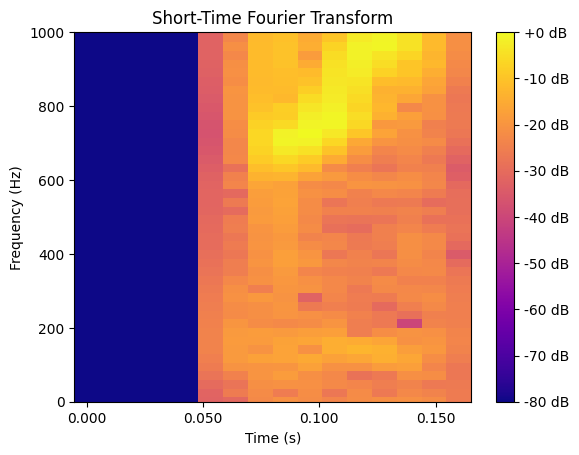 Short-Time Fourier Transform
Frequency (Hz)
1000
800
600
400
200
0
0.000
0.050
0.100
0.150
Time (s)
+0 dB
-10 dB
-20 dB
-30 dB
-40 dB
-50 dB
-60 dB
-70 dB
-80 dB